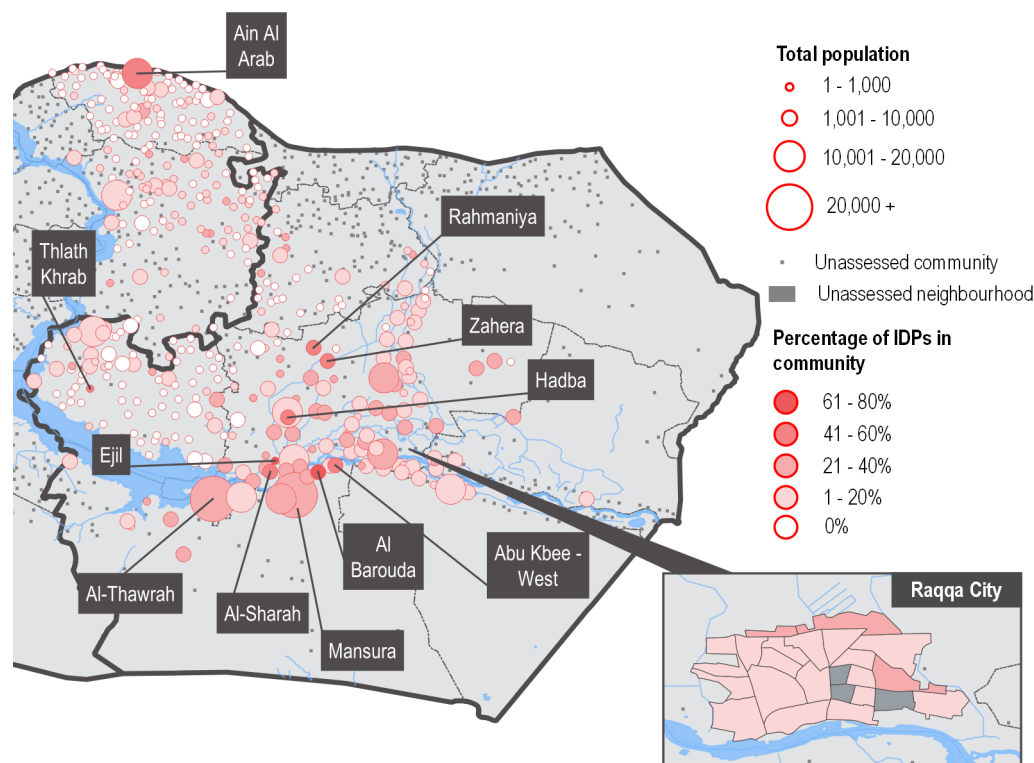 Ain Al
Arab
Total population
1 - 1,000
1,001 - 10,000
10,001 - 20,000
20,000 +
Rahmaniya
Thlath
Khrab
Unassessed community
Unassessed neighbourhood
Zahera
Percentage of IDPs in
community
Hadba
61 - 80%
41 - 60%
21 - 40%
1 - 20%
0%
Ejil
Al
Barouda
Abu Kbee -
West
Al-Thawrah
Al-Sharah
Mansura
Raqqa City